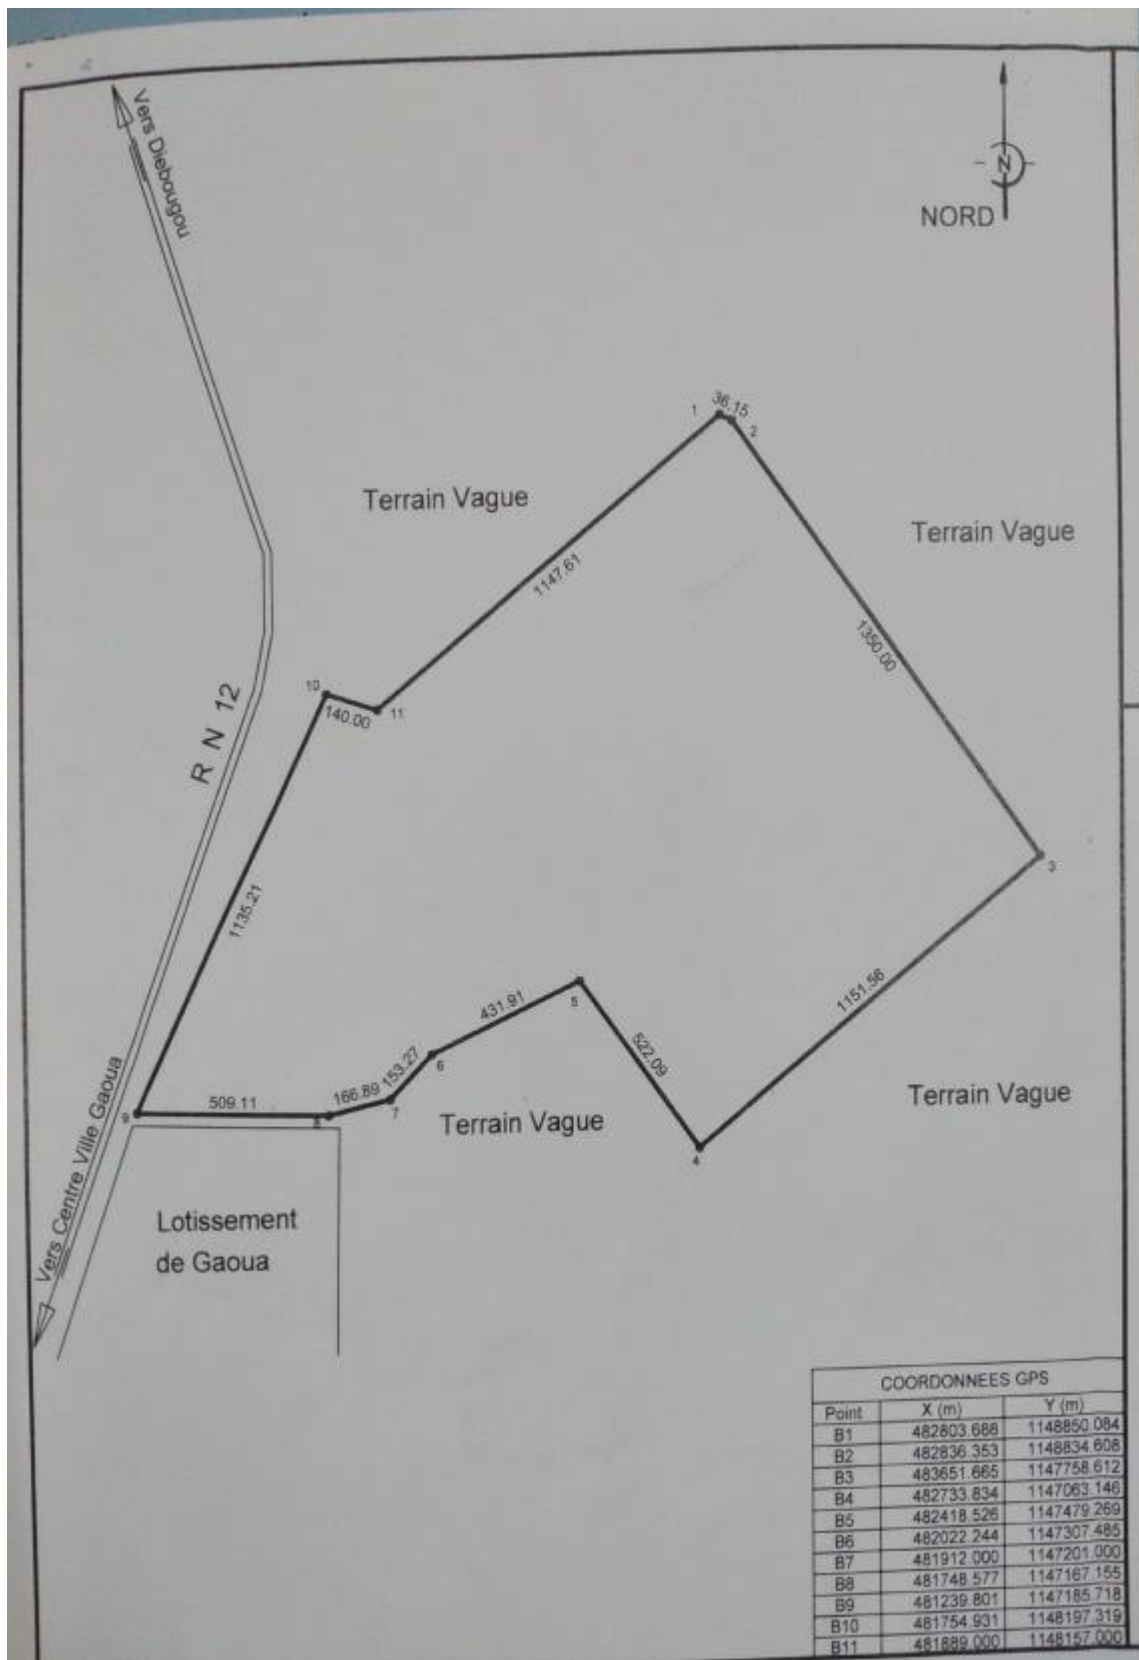 Vers Diebougou
N
NORD
36.15
1
2
Terrain Vague
Terrain Vague
1147.61
1350.00
10
140.00
11
R N 12
3
1135.21
1151.56
5
431.91
522.09
6
153.27
166.89
7
509.11
9
8
Terrain Vague
Terrain Vague
4
Vers Centre Ville Gaoua
Lotissement
de Gaoua
COORDONNEES GPS
Point X (m) Y (m)
B1 482803.688 1148850.084
B2 482836.353 1148834.608
B3 483651.665 1147758.612
B4 482733.834 1147063.146
B5 482418.526 1147479.269
B6 482022.244 1147307.485
B7 481912.000 1147201.000
B8 481748.577 1147167.155
B9 481239.801 1147185.718
B10 481754.931 1148197.319
B11 481889.000 1148157.000